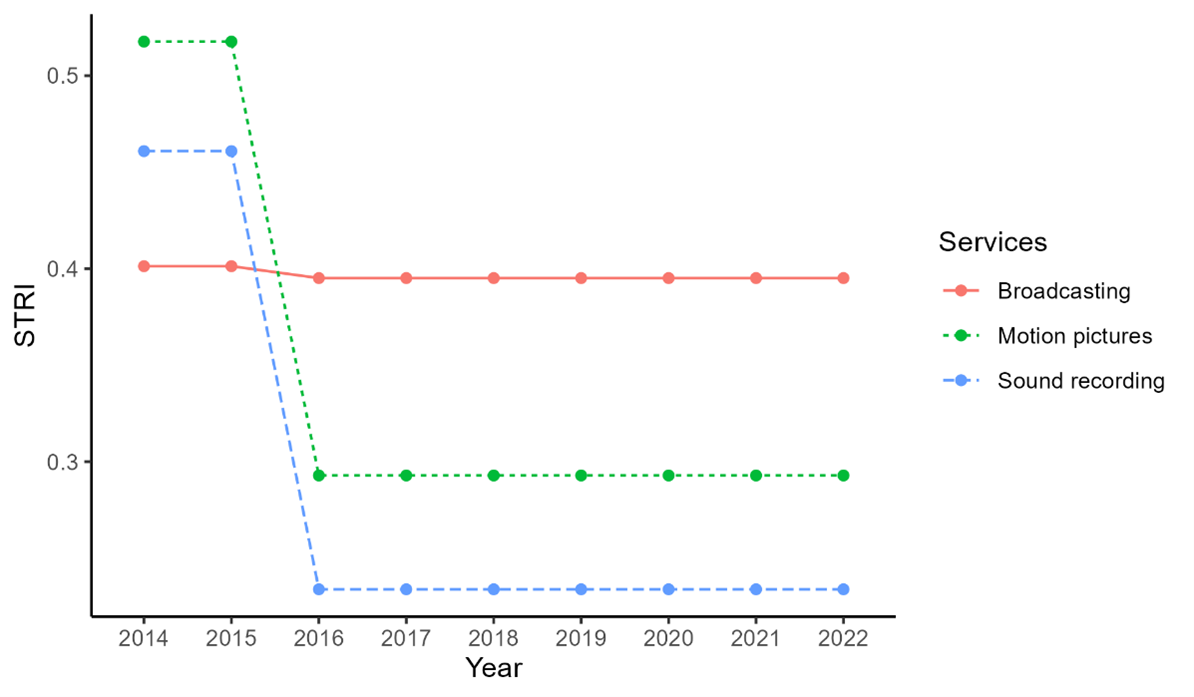 0.5
0.4
0.3
STRI
2014 2015 2016 2017 2018 2019 2020 2021 2022
Year
Services
Broadcasting
Motion pictures
Sound recording